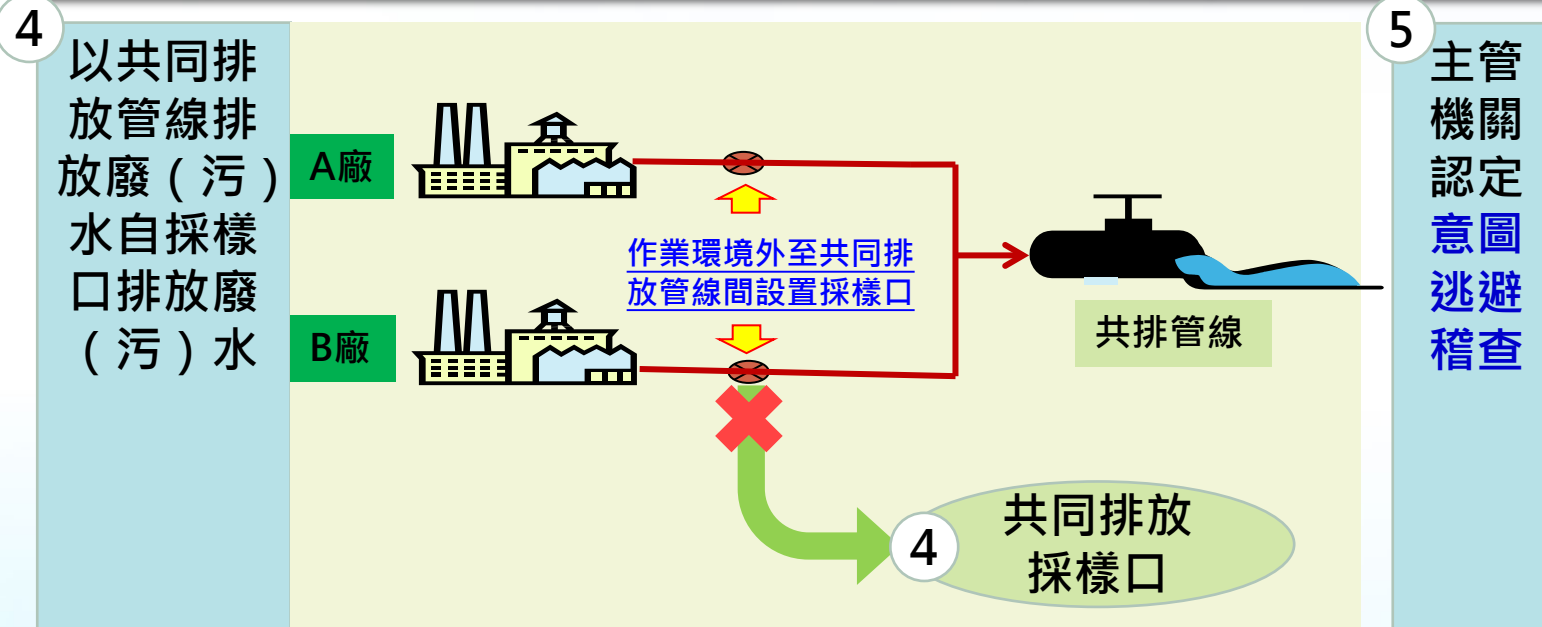 4
以共同排
放管線排
放廢（污）
水自採樣
口排放廢
（污）水
A廠
B廠
作業環境外至共同排
放管線間設置採樣口
共排管線
4
共同排放
採樣口
5
主管
機關
認定
意圖
逃避
稽查